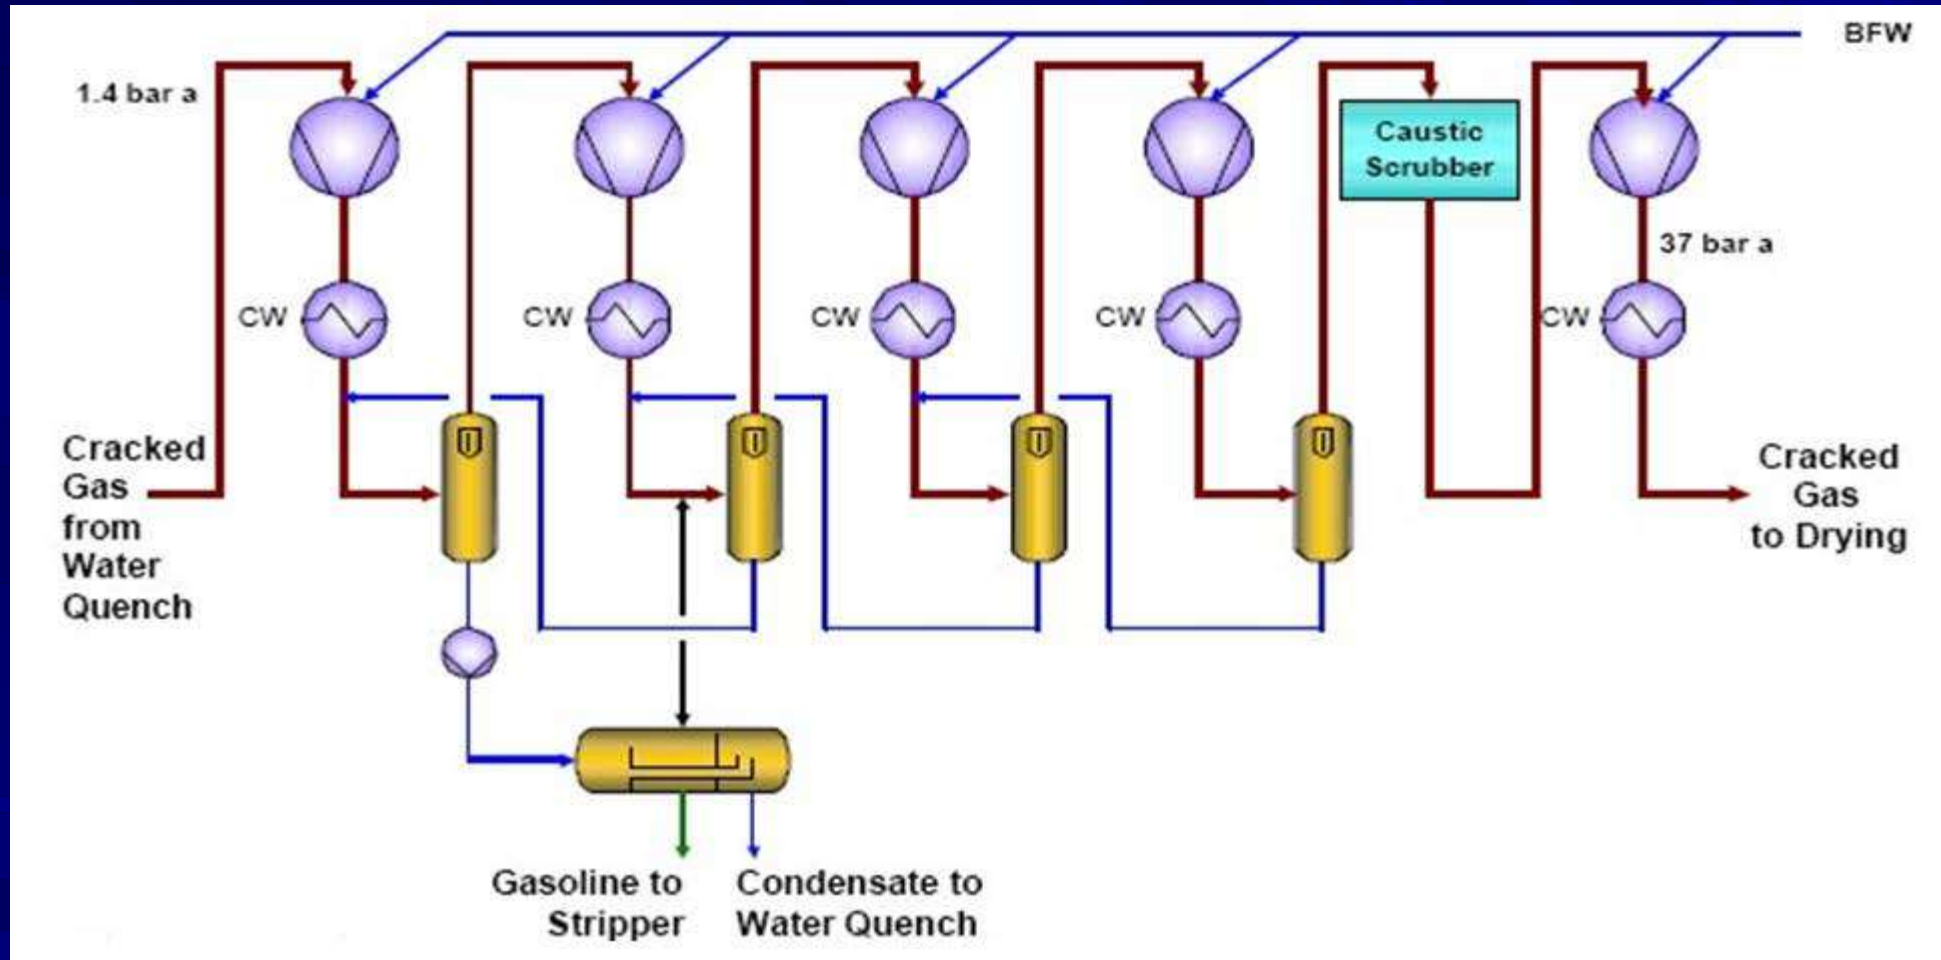 BFW
1.4 bar a
Caustic
Scrubber
37 bar a
CW
CW
CW
CW
CW
Cracked
Gas
from
Water
Quench
Cracked
Gas
to Drying
Gasoline to
Stripper
Condensate to
Water Quench